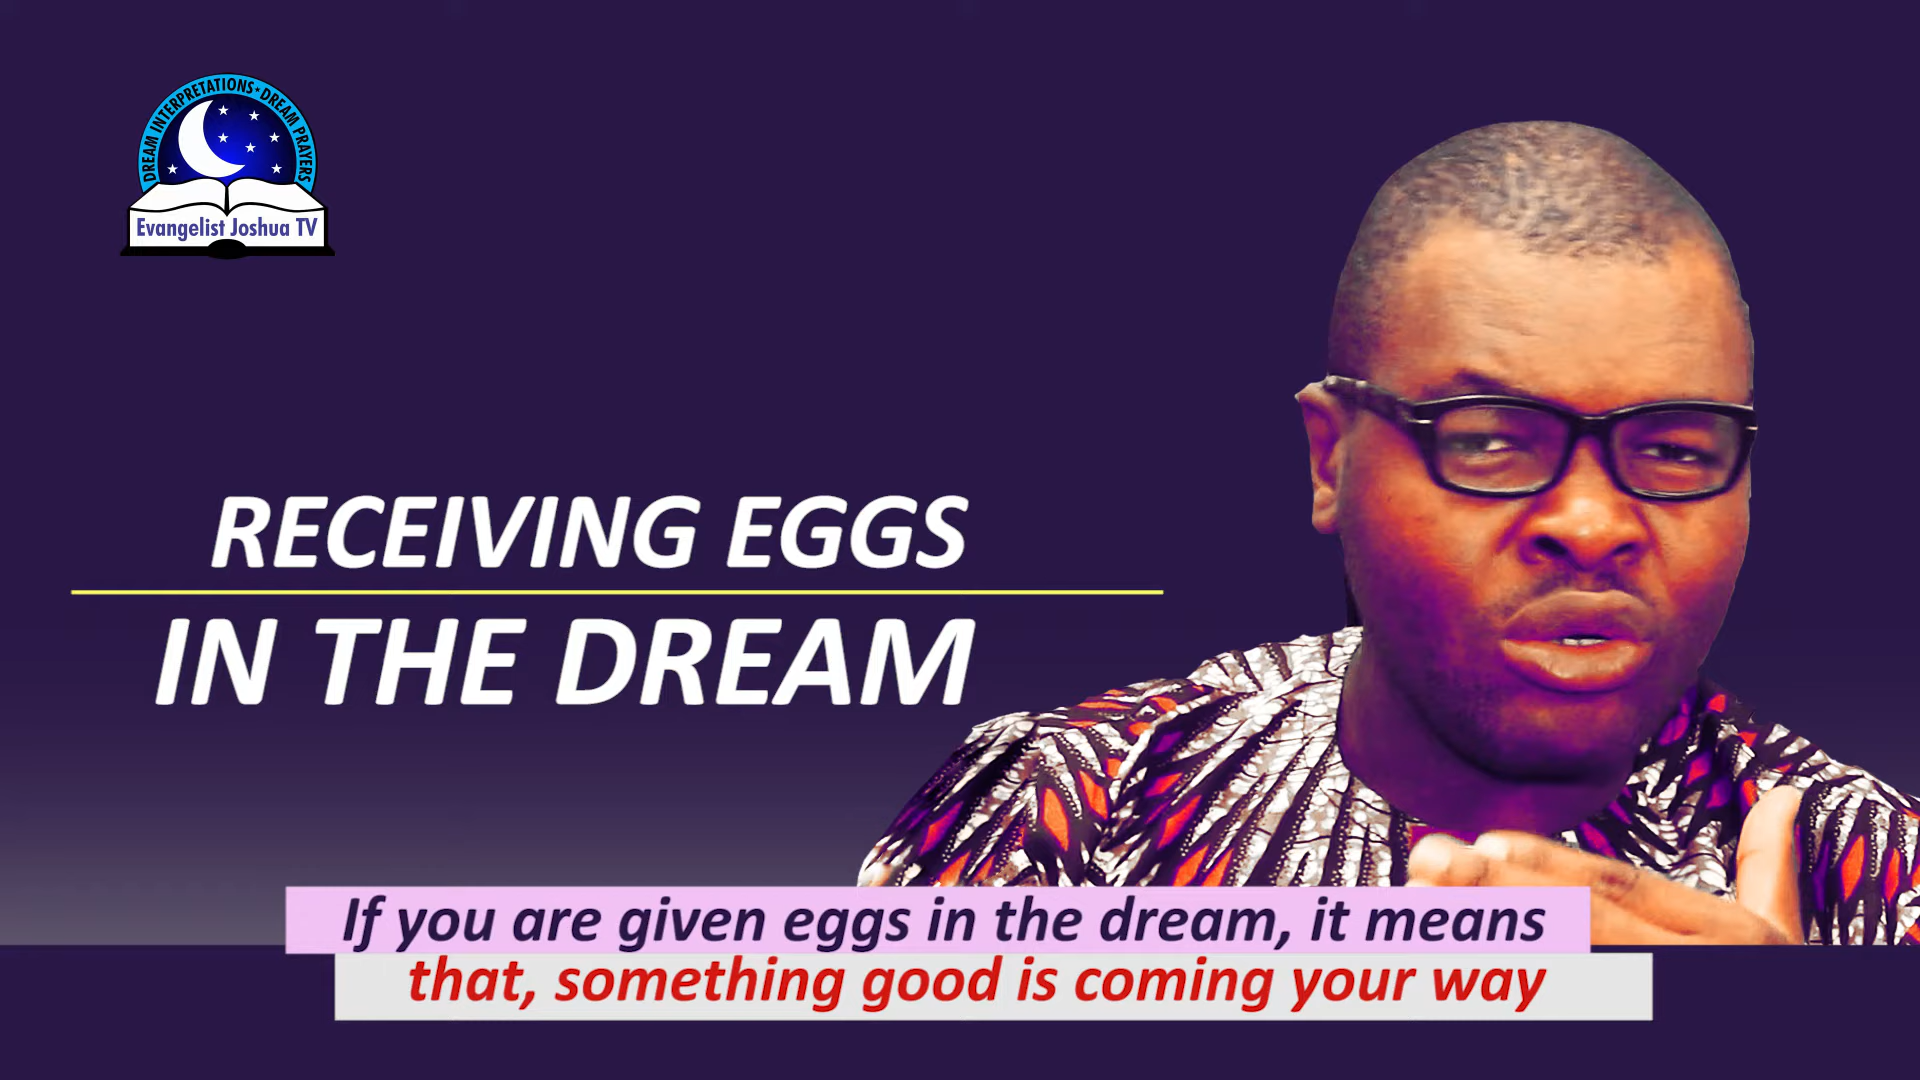 DREAM INTERPRETATIONS★DREAM PRAYERS
Evangelist Joshua TV
RECEIVING EGGS
IN THE DREAM
If you are given eggs in the dream, it means
that, something good is coming your way